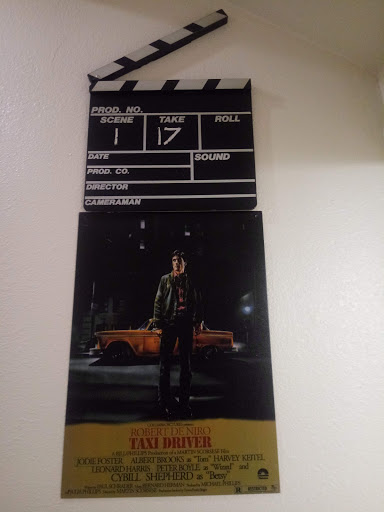 PROD. NO.
SCENE TAKE ROLL
1 17
DATE SOUND
PROD. CO.
DIRECTOR
CAMERAMAN
ROBERT DE NIRO
TAXI DRIVER
JODIE FOSTER ALBERT BROOKS as "Tom" HARVEY KEITEL
LEONARD HARRIS PETER BOYLE as "Wizard" and
CYBILL SHEPHERD as "Betsy"